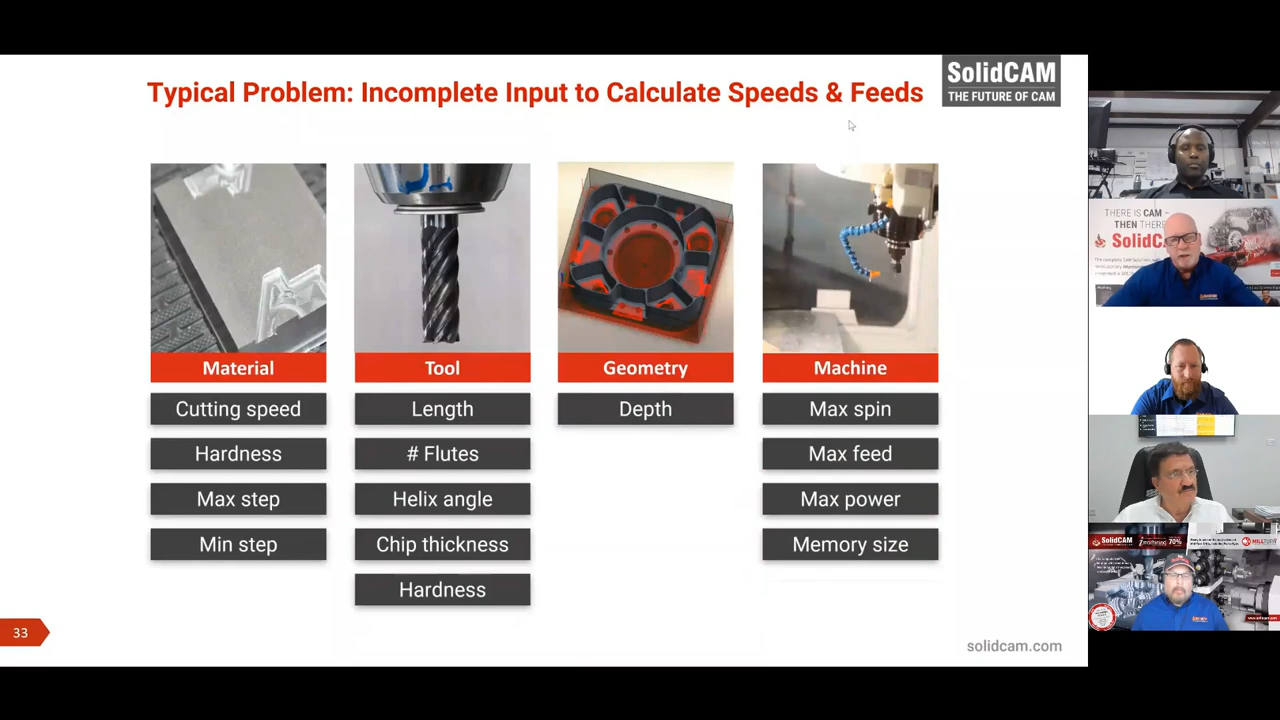 Typical Problem: Incomplete Input to Calculate Speeds & Feeds
SolidCAM
THE FUTURE OF CAM
Material
Tool
Geometry
Machine
Cutting speed
Length
Depth
Max spin
Hardness
# Flutes
Max feed
Max step
Helix angle
Max power
Min step
Chip thickness
Memory size
Hardness
33
solidcam.com
THERE IS CAM –
THEN THERE
SolidC
SolidCAM
70%